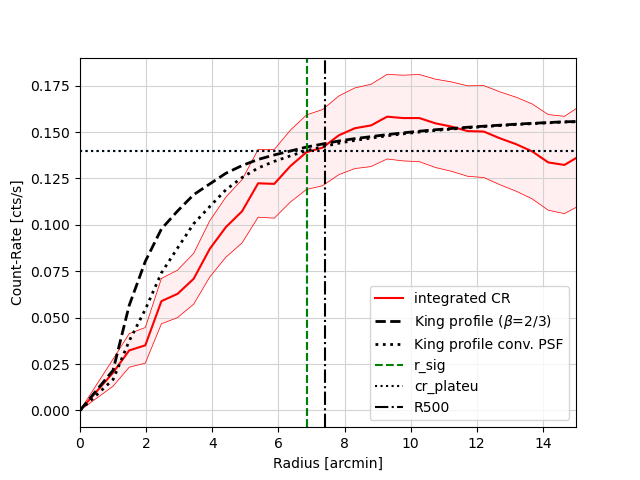 0.175
0.150
0.125
0.100
0.075
0.050
0.025
0.000
Count-Rate [cts/s]
integrated CR
King profile (β=2/3)
King profile conv. PSF
r_sig
cr_plateu
R500
0 2 4 6 8 10 12 14
Radius [arcmin]